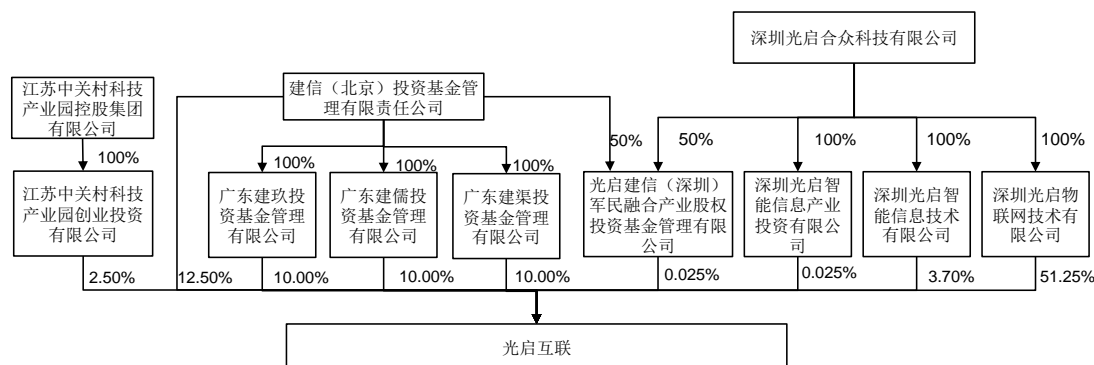 深圳光启合众科技有限公司
江苏中关村科技
产业园控股集团
有限公司
建信（北京）投资基金管
理有限责任公司
100%
100%
100%
100%
50%
50%
100%
100%
100%
江苏中关村科技
产业园创业投资
有限公司
广东建玖投
资基金管理
有限公司
广东建儒投
资基金管理
有限公司
广东建渠投
资基金管理
有限公司
光启建信（深圳）
军民融合产业股权
投资基金管理有限
公司
深圳光启智
能信息产业
投资有限公
司
深圳光启智
能信息技术
有限公司
深圳光启物
联网技术有
限公司
2.50%
12.50%
10.00%
10.00%
10.00%
0.025%
0.025%
3.70%
51.25%
光启互联